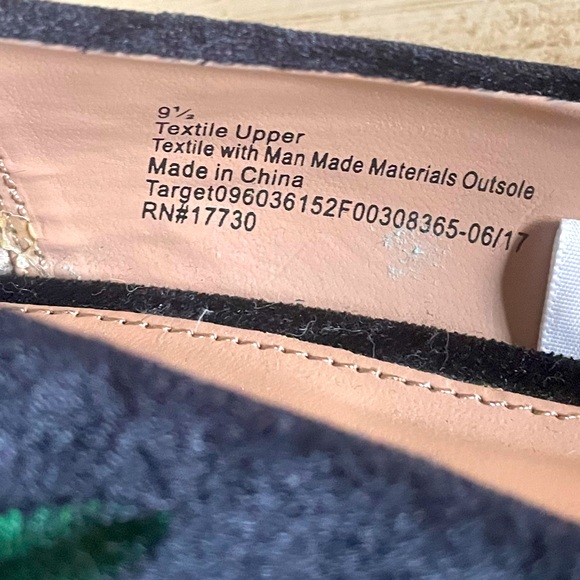 9½
Textile Upper
Textile with Man Made Materials Outsole
Made in China
Target096036152F00308365-06/17
RN#17730